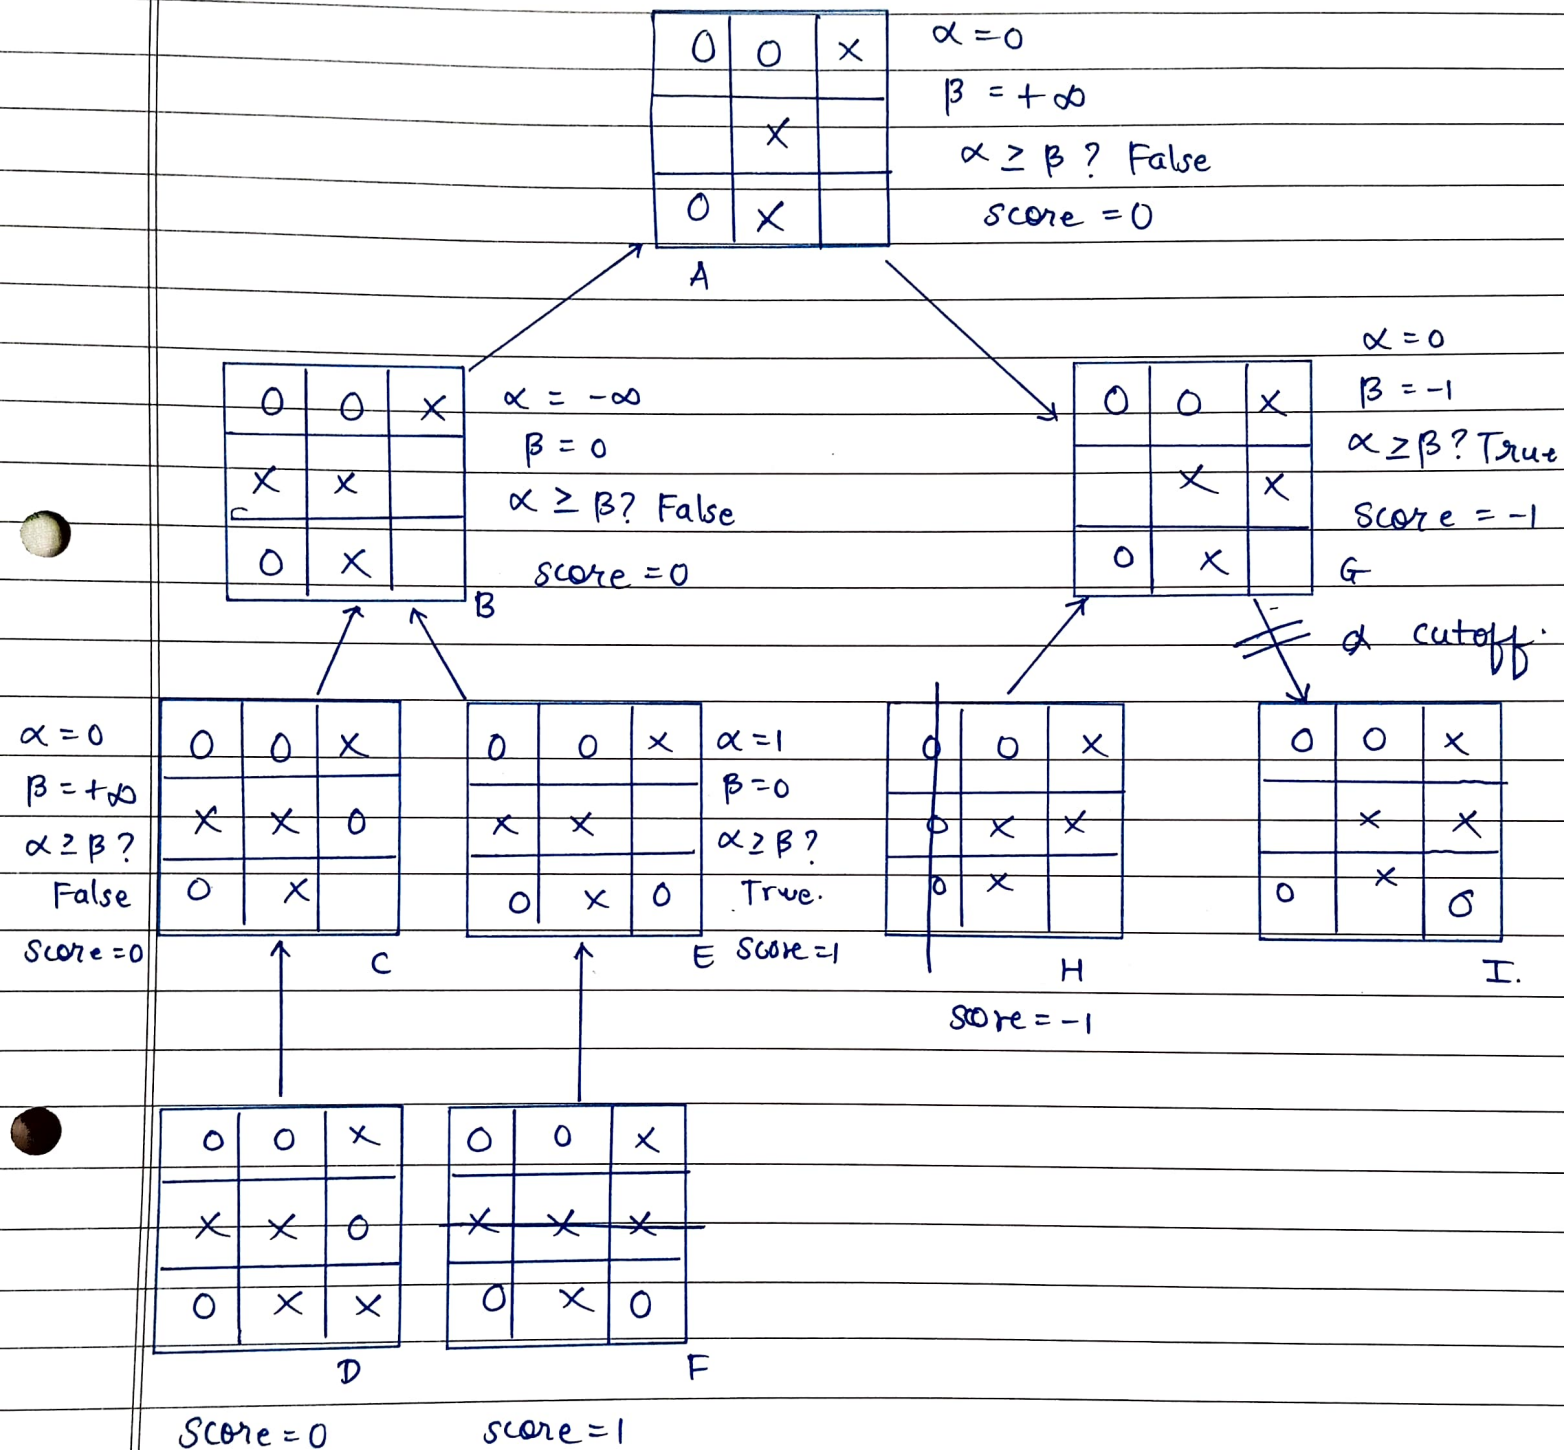 O O X
X
O X
α = 0
β = +∞
α ≥ β ? False
score = 0
A
O O X
X X
O X
α = -∞
β = 0
α ≥ β? False
score = 0
B
O O X
X X
O X
α = 0
β = -1
α ≥ β? True
score = -1
G
α cutoff.
α = 0
β = +∞
α ≥ β?
False
score = 0
O O X
X X O
O X
C
O O X
X X
O X O
α = 1
β = 0
α ≥ β?
True.
E score = 1
O O X
O X X
O X
H
score = -1
O O X
X X
O X O
I.
O O X
X X O
O X X
D
score = 0
O O X
X X X
O X O
F
score = 1